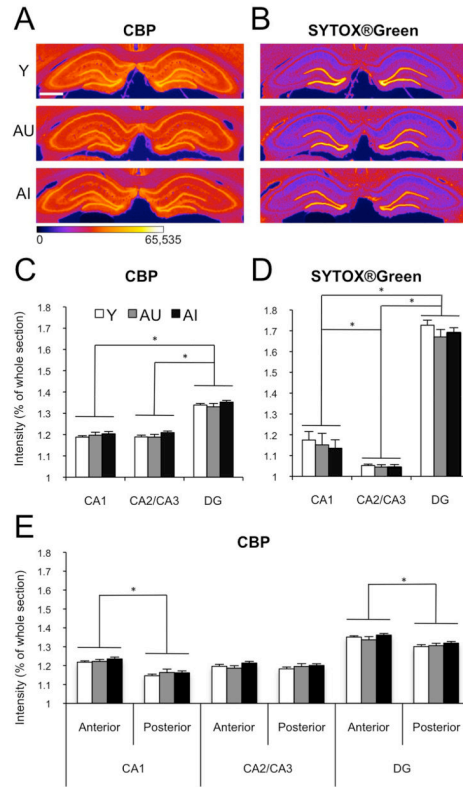 A
B
CBP
SYTOX®Green
Y
AU
AI
0
65,535
C
D
CBP
SYTOX®Green
Intensity (% of whole section)
1.8
1.7
1.6
1.5
1.4
1.3
1.2
1.1
1
Y AU AI
*
*
CA1 CA2/CA3 DG
1.8
1.7
1.6
1.5
1.4
1.3
1.2
1.1
1
*
*
*
CA1 CA2/CA3 DG
E
CBP
Intensity (% of whole section)
1.8
1.7
1.6
1.5
1.4
1.3
1.2
1.1
1
*
*
Anterior Posterior Anterior Posterior Anterior Posterior
CA1 CA2/CA3 DG